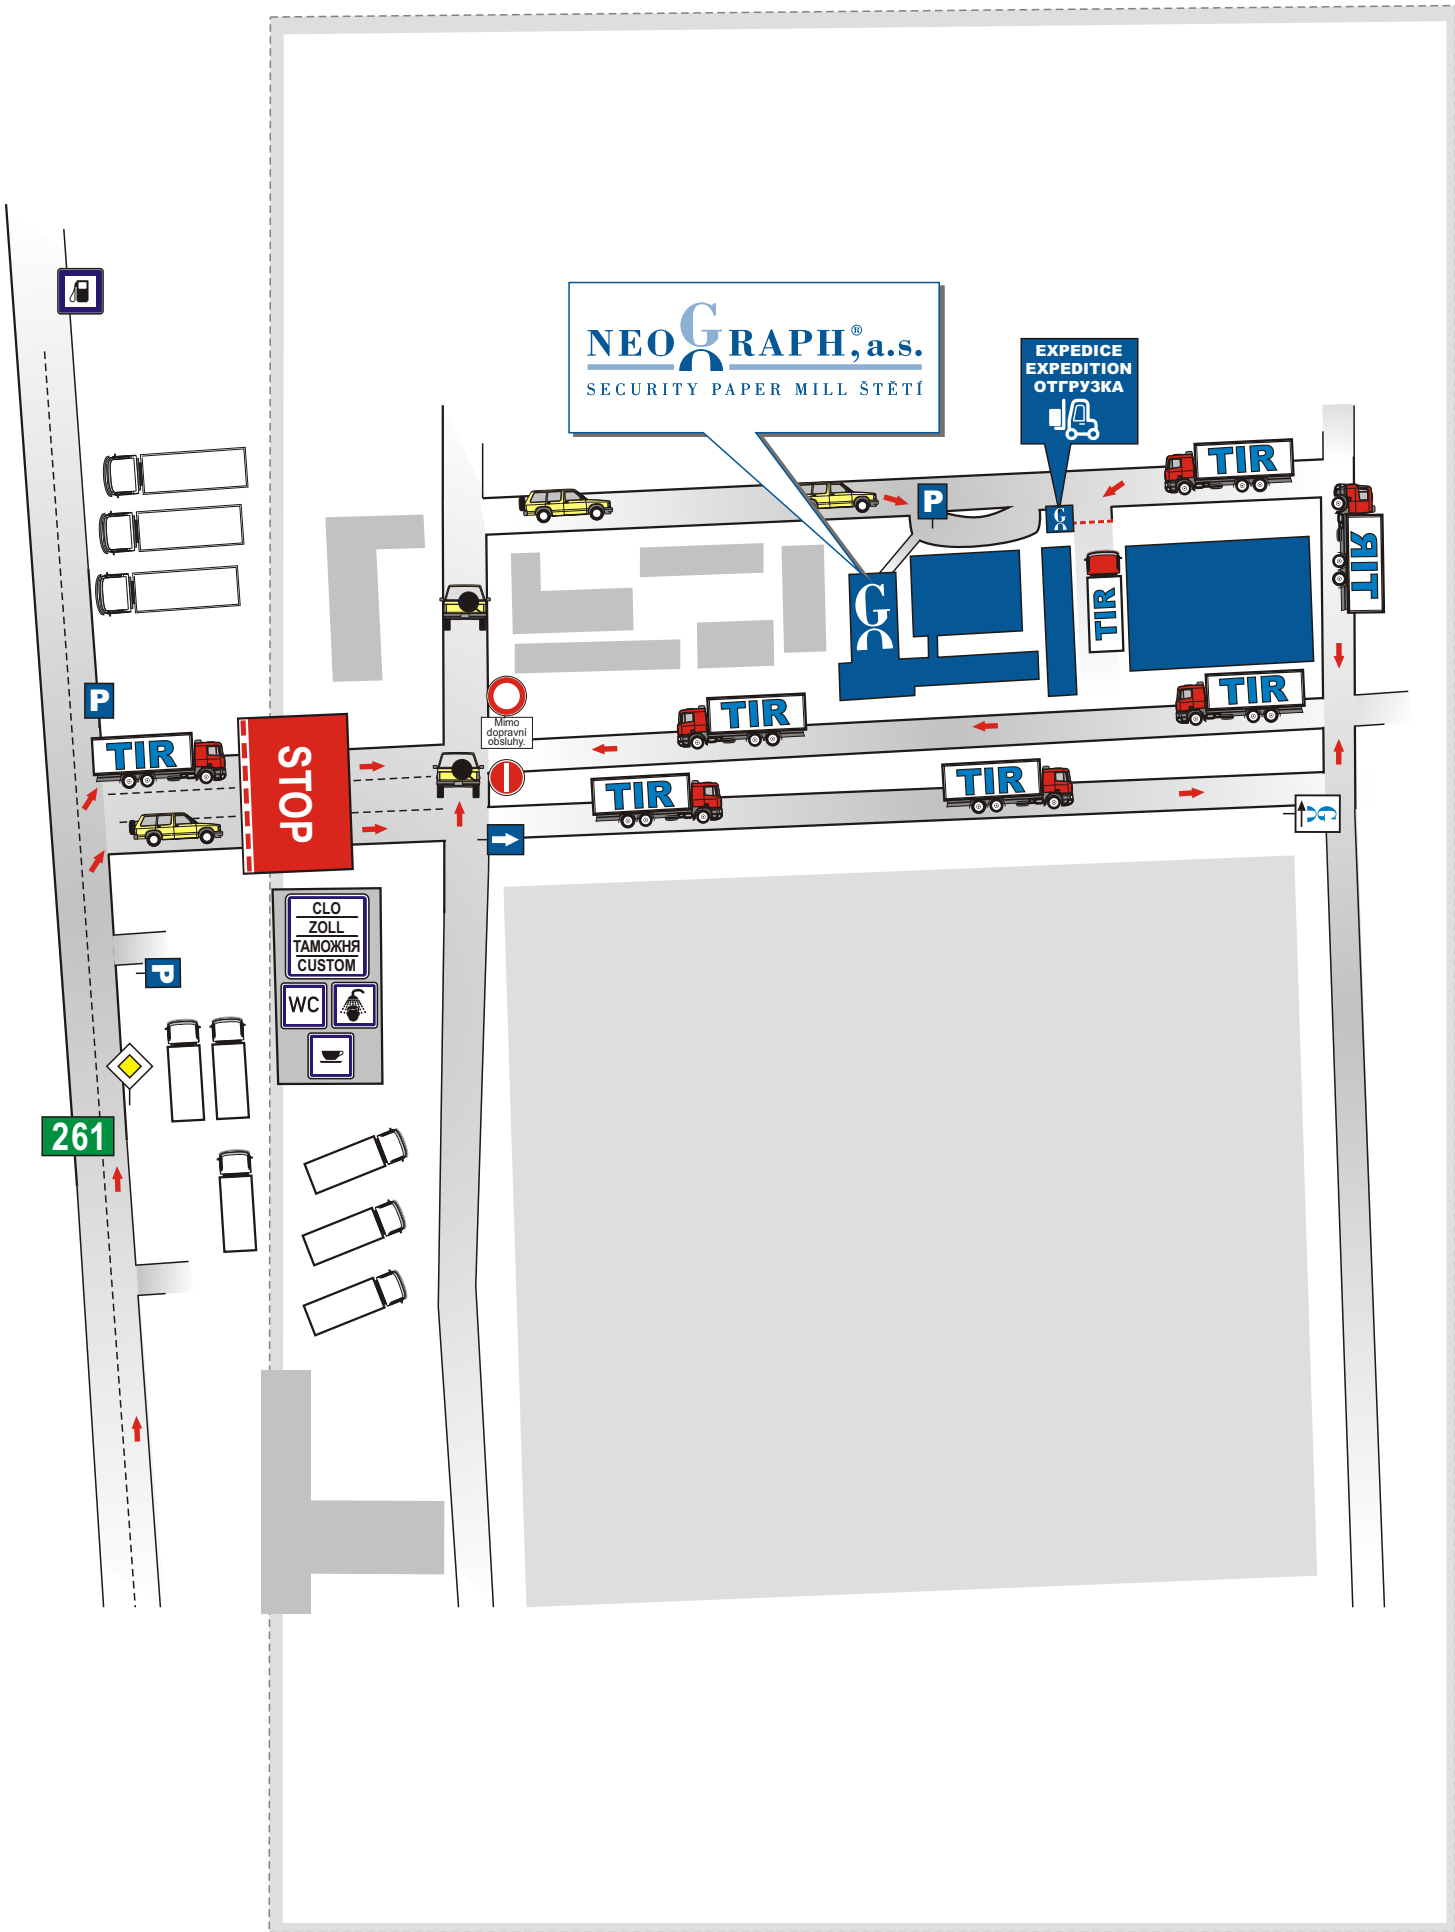 NEOGRAPH®, a.s.
SECURITY PAPER MILL ŠTĚTÍ
EXPEDICE
EXPEDITION
ОТГРУЗКА
TIR
TIR
G
P
G
TIR
P
TIR
TIR
Mimo
dopravní
obsluhy.
TIR
STOP
TIR
TIR
G
CLO
ZOLL
ТАМОЖНЯ
CUSTOM
P
WC
261